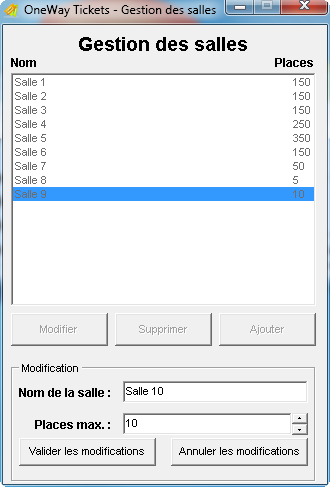 OneWay Tickets - Gestion des salles
Gestion des salles
Nom Places
Salle 1 150
Salle 2 150
Salle 3 150
Salle 4 250
Salle 5 350
Salle 6 150
Salle 7 50
Salle 8 5
Salle 9 10
Modifier Supprimer Ajouter
Modification
Nom de la salle : Salle 10
Places max. : 10
Valider les modifications Annuler les modifications